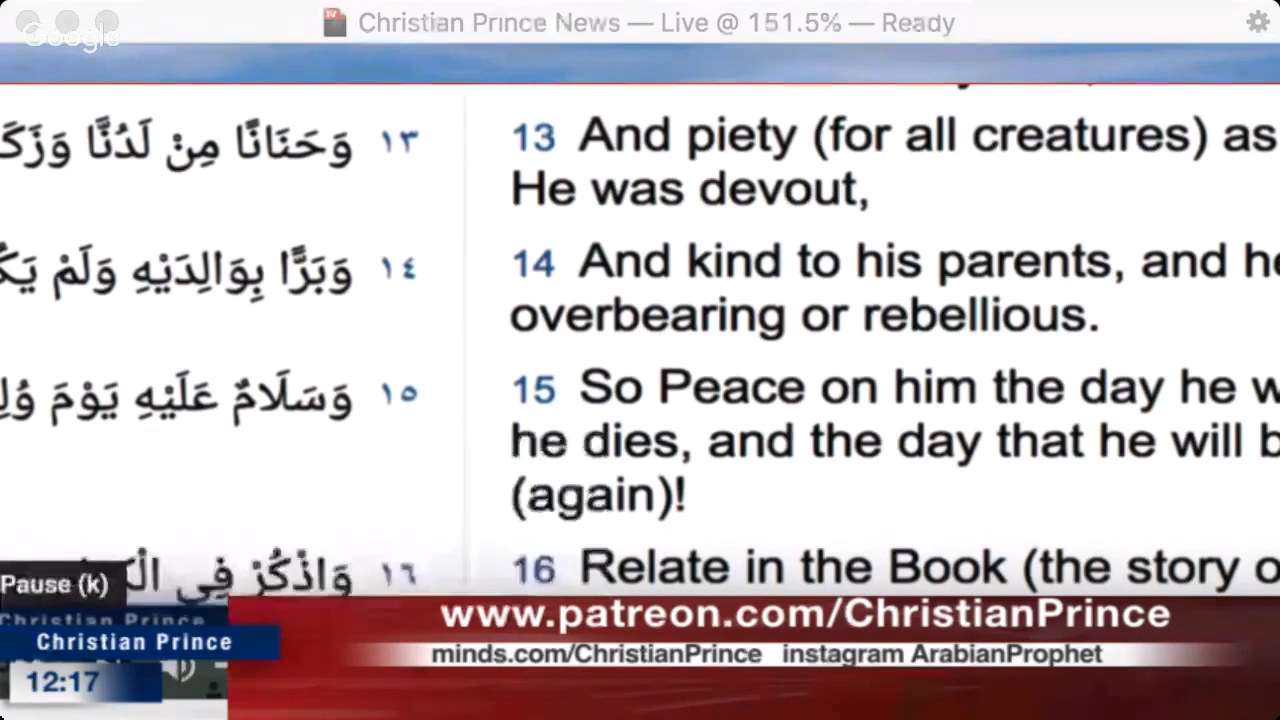 Google
Christian Prince News — Live @ 151.5% — Ready
وَحَنَانًا مِنْ لَدُنَّا ١٣
13 And piety (for all creatures) as
He was devout,
وَبَرًّا بِوَالِدَيْهِ وَلَمْ ١٤
14 And kind to his parents, and
overbearing or rebellious.
وَسَلَامٌ عَلَيْهِ يَوْمَ ١٥
15 So Peace on him the day he
he dies, and the day that he will
(again)!
وَاذْكُرْ فِي ١٦
16 Relate in the Book (the story
Pause (k)
www.patreon.com/ChristianPrince
Christian Prince
Christian Prince
minds.com/ChristianPrince instagram ArabianProphet
12:17